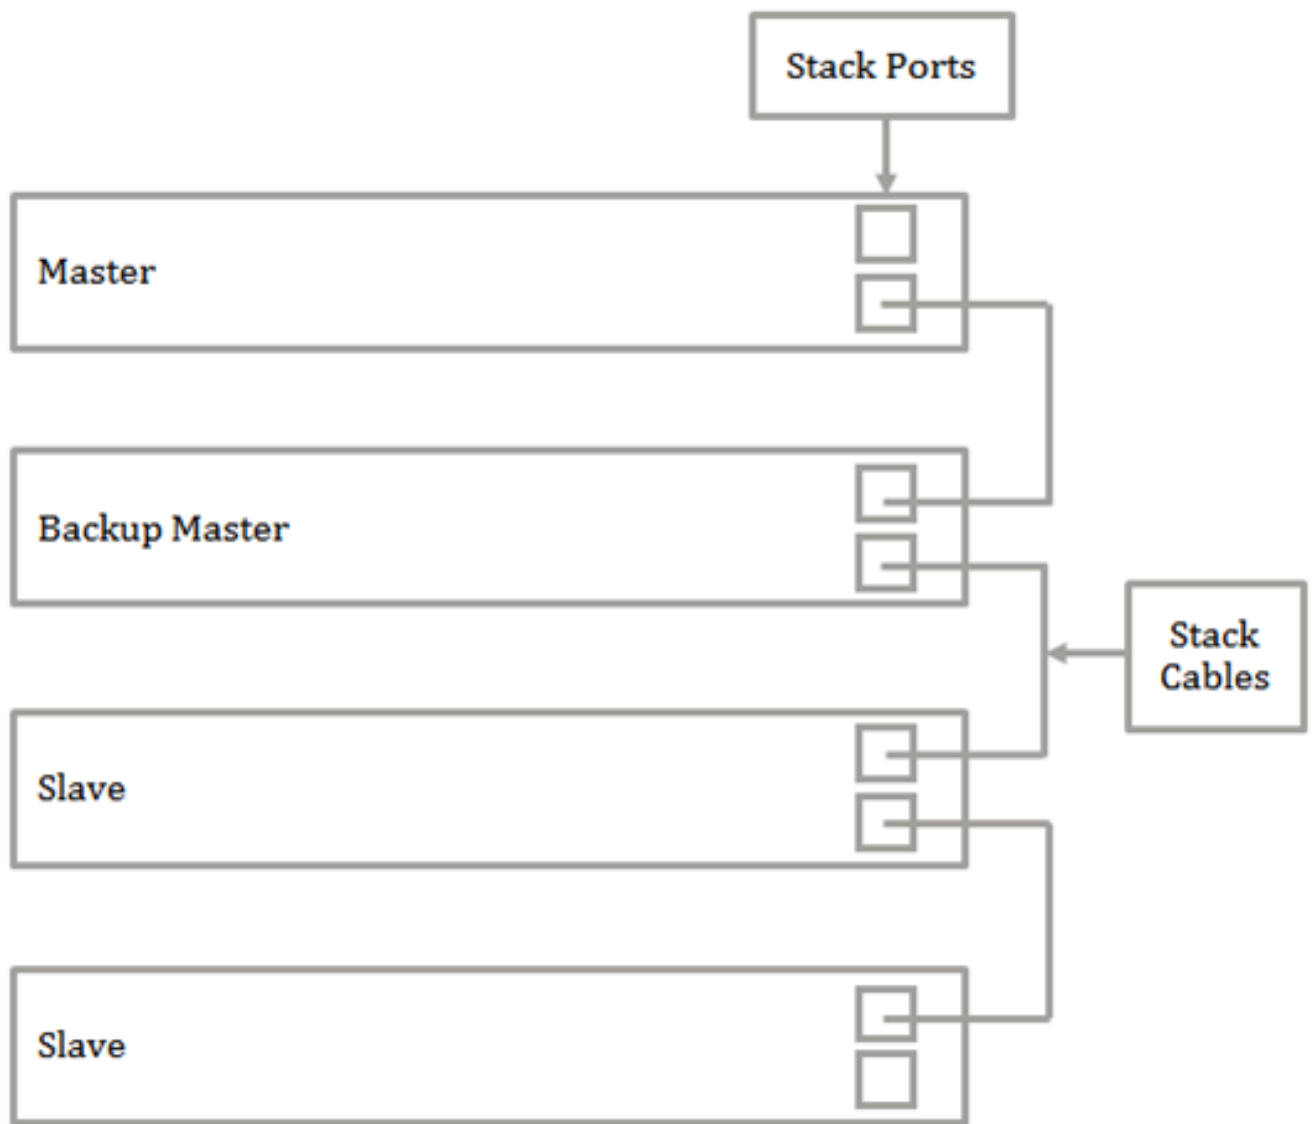 Stack Ports
Master
Backup Master
Stack
Cables
Slave
Slave